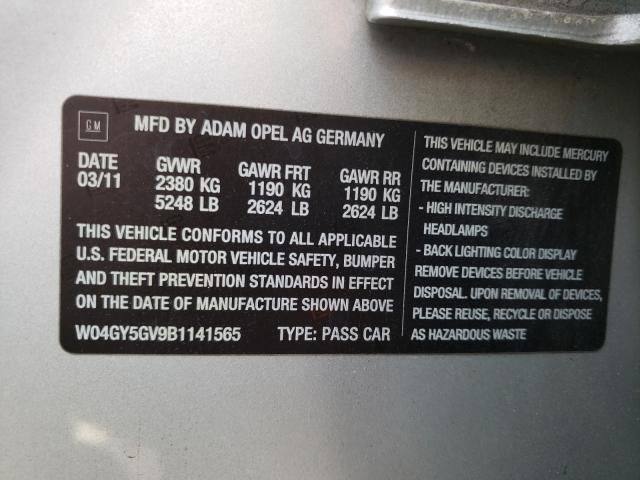 GM
MFD BY ADAM OPEL AG GERMANY
DATE GVWR GAWR FRT GAWR RR
03/11 2380 KG 1190 KG 1190 KG
5248 LB 2624 LB 2624 LB
THIS VEHICLE CONFORMS TO ALL APPLICABLE
U.S. FEDERAL MOTOR VEHICLE SAFETY, BUMPER
AND THEFT PREVENTION STANDARDS IN EFFECT
ON THE DATE OF MANUFACTURE SHOWN ABOVE
W04GY5GV9B1141565 TYPE: PASS CAR
THIS VEHICLE MAY INCLUDE MERCURY
CONTAINING DEVICES INSTALLED BY
THE MANUFACTURER:
- HIGH INTENSITY DISCHARGE
HEADLAMPS
- BACK LIGHTING COLOR DISPLAY
REMOVE DEVICES BEFORE VEHICLE
DISPOSAL. UPON REMOVAL OF DEVICES,
PLEASE REUSE, RECYCLE OR DISPOSE
AS HAZARDOUS WASTE